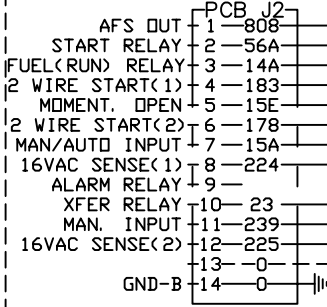 PCB J2
AFS OUT 1 808
START RELAY 2 56A
FUEL(RUN) RELAY 3 14A
2 WIRE START(1) 4 183
MOMENT. OPEN 5 15E
2 WIRE START(2) 6 178
MAN/AUTO INPUT 7 15A
16VAC SENSE(1) 8 224
ALARM RELAY 9
XFER RELAY 10 23
MAN. INPUT 11 239
16VAC SENSE(2) 12 225
13 0
GND-B 14 0